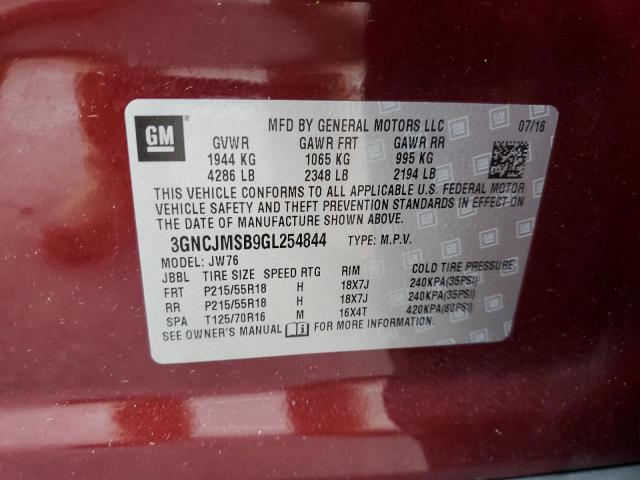 GM ®
MFD BY GENERAL MOTORS LLC 07/16
GVWR GAWR FRT GAWR RR
1944 KG 1065 KG 995 KG
4286 LB 2348 LB 2194 LB
THIS VEHICLE CONFORMS TO ALL APPLICABLE U.S. FEDERAL MOTOR
VEHICLE SAFETY AND THEFT PREVENTION STANDARDS IN EFFECT ON
THE DATE OF MANUFACTURE SHOWN ABOVE.
3GNCJMSB9GL254844 TYPE: M.P.V.
MODEL: JW76
JBBL TIRE SIZE SPEED RTG RIM COLD TIRE PRESSURE
FRT P215/55R18 H 18X7J 240KPA(35PSI)
RR P215/55R18 H 18X7J 240KPA(35PSI)
SPA T125/70R16 M 16X4T 420KPA(60PSI)
SEE OWNER'S MANUAL FOR MORE INFORMATION.